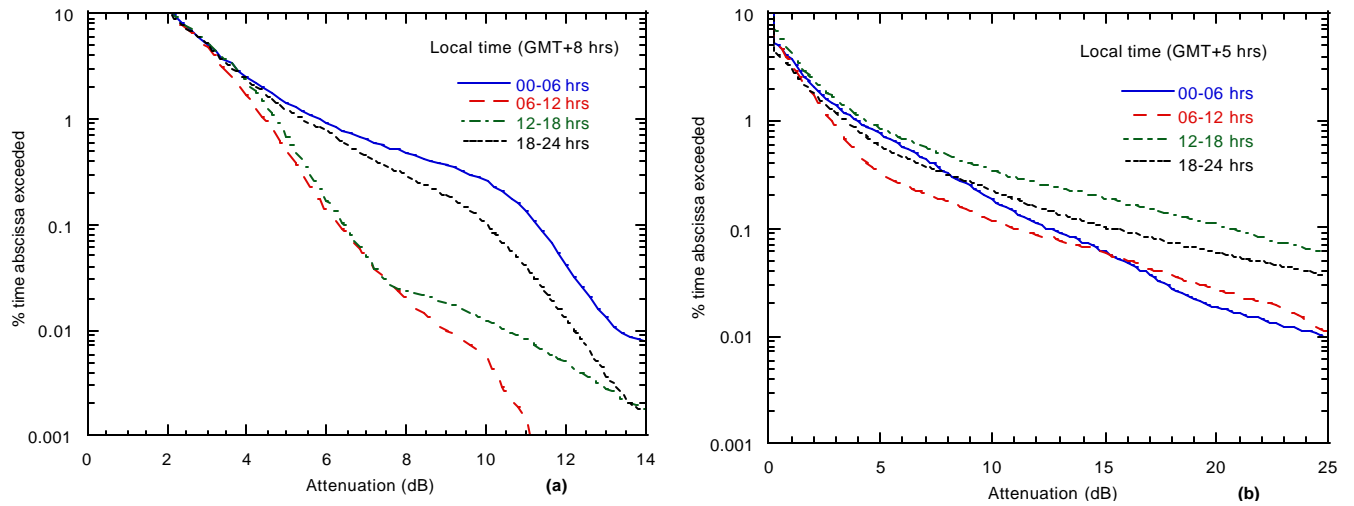 10
1
0.1
0.01
0.001
% time abscissa exceeded
Local time (GMT+8 hrs)
00-06 hrs
06-12 hrs
12-18 hrs
18-24 hrs
0 2 4 6 8 10 12 14
Attenuation (dB) (a)
10
1
0.1
0.01
0.001
% time abscissa exceeded
Local time (GMT+5 hrs)
00-06 hrs
06-12 hrs
12-18 hrs
18-24 hrs
0 5 10 15 20 25
Attenuation (dB) (b)